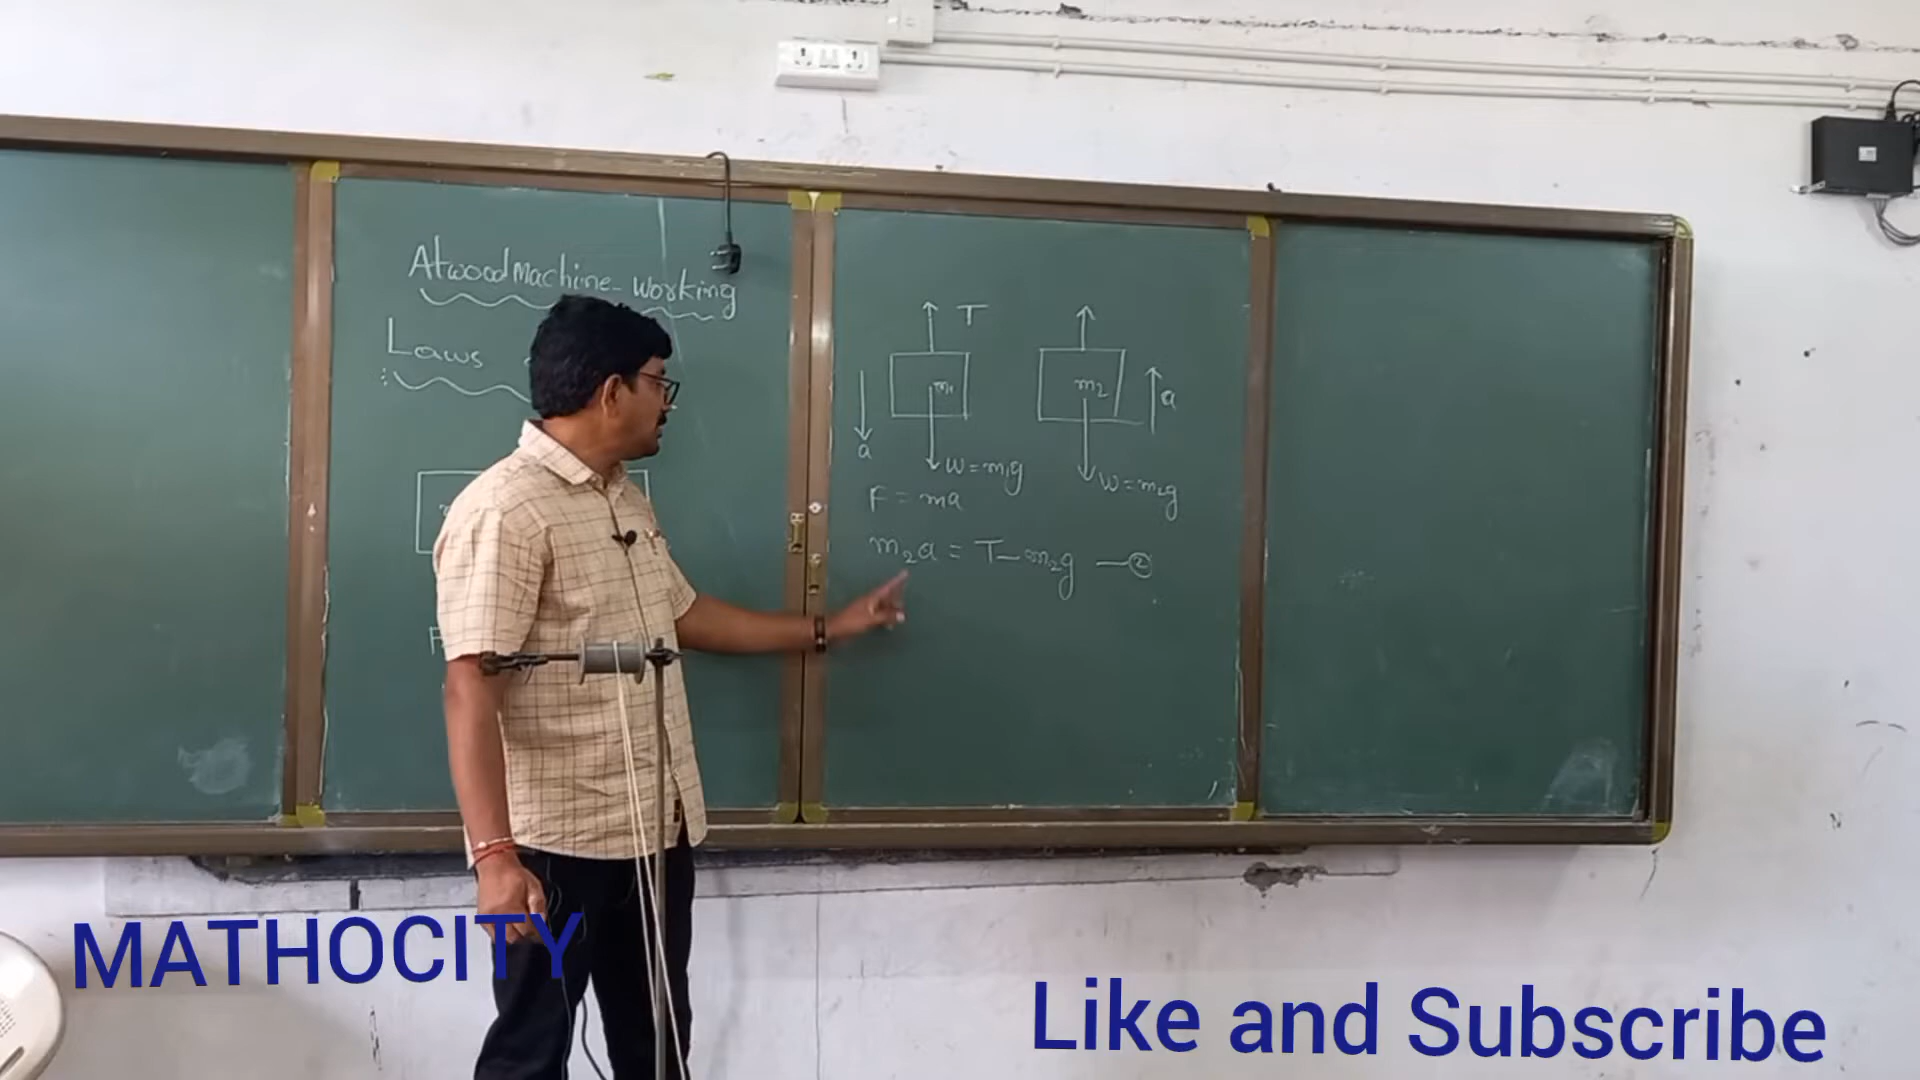 Atwood Machine - Working
Laws
T
m₁
m₂
a
a
W = m₁g
W = m₂g
F = ma
m₂a = T - m₂g — ②
F
MATHOCITY
Like and Subscribe